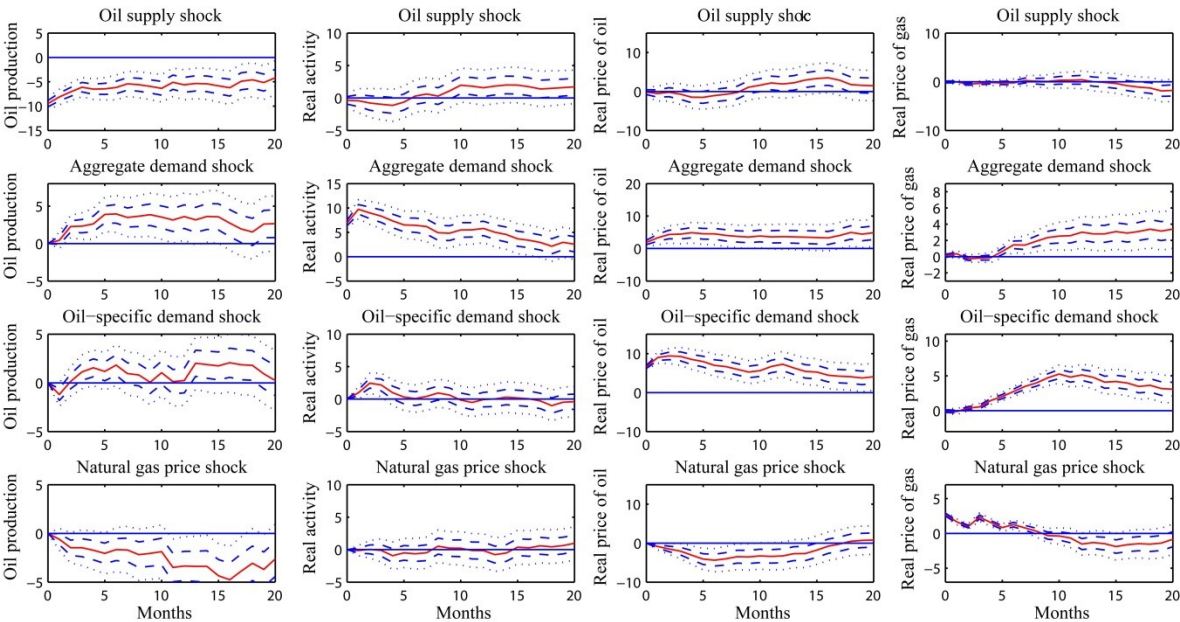 Oil supply shock Oil supply shock Oil supply shock Oil supply shock
Oil production 5 0 −5 −10 −15 0 5 10 15 20
Real activity 10 5 0 −5 0 5 10 15 20
Real price of oil 10 0 −10 0 5 10 15 20
Real price of gas 10 0 −10 0 5 10 15 20
Aggregate demand shock Aggregate demand shock Aggregate demand shock Aggregate demand shock
Oil production 5 0 −5 0 5 10 15 20
Real activity 15 10 5 0 −5 0 5 10 15 20
Real price of oil 20 10 0 −10 0 5 10 15 20
Real price of gas 8 6 4 2 0 −2 0 5 10 15 20
Oil−specific demand shock Oil−specific demand shock Oil−specific demand shock Oil−specific demand shock
Oil production 5 0 −5 0 5 10 15 20
Real activity 10 5 0 −5 0 5 10 15 20
Real price of oil 10 0 −10 0 5 10 15 20
Real price of gas 10 5 0 0 5 10 15 20
Natural gas price shock Natural gas price shock Natural gas price shock Natural gas price shock
Oil production 5 0 −5 0 5 10 15 20
Real activity 10 5 0 −5 0 5 10 15 20
Real price of oil 10 0 −10 0 5 10 15 20
Real price of gas 5 0 −5 0 5 10 15 20
Months Months Months Months